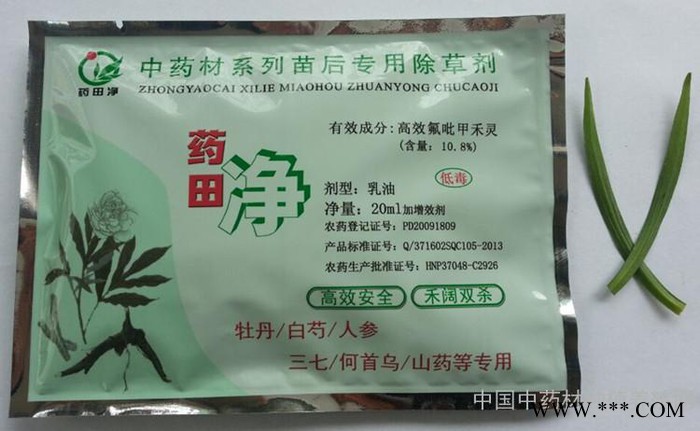 药田净
中药材系列苗后专用除草剂
ZHONGYAOCAI XILIE MIAOHOU ZHUANYONG CHUCAOJI
药田
净
有效成分：高效氟吡甲禾灵
(含量：10.8%)
低毒
剂型：乳油
净量：20ml加增效剂
农药登记证号：PD20091809
产品标准证号：Q/371602SQC105-2013
农药生产批准证号：HNP37048-C2926
高效安全
禾阔双杀
牡丹/白芍/人参
三七/何首乌/山药等专用
中国中药材
www.***.com